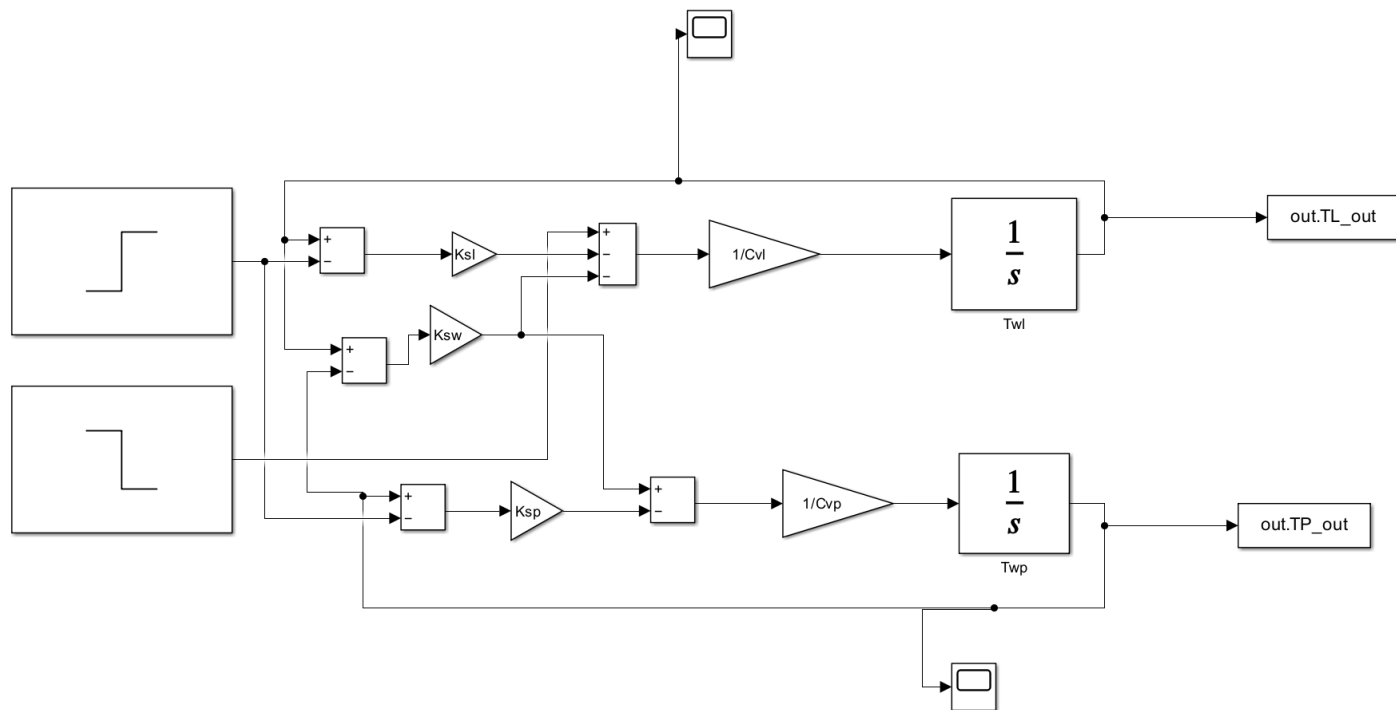 +
−
Ksl
+
−
−
1/Cvl
1
s
Twl
out.TL_out
+
−
Ksw
+
−
Ksp
+
−
1/Cvp
1
s
Twp
out.TP_out